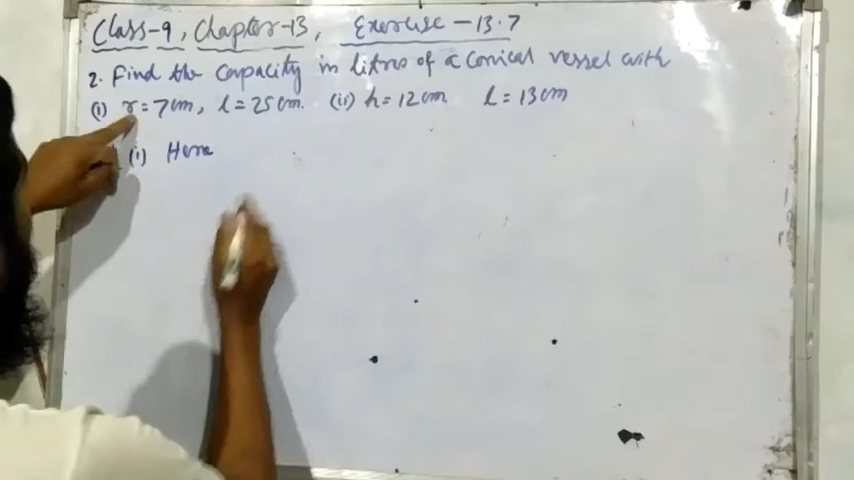 Class-9, Chapter-13, Exercise-13.7
2. Find the capacity in litres of a conical vessel with
(i) r=7cm, l=25cm. (ii) h=12cm l=13cm
(i) Here